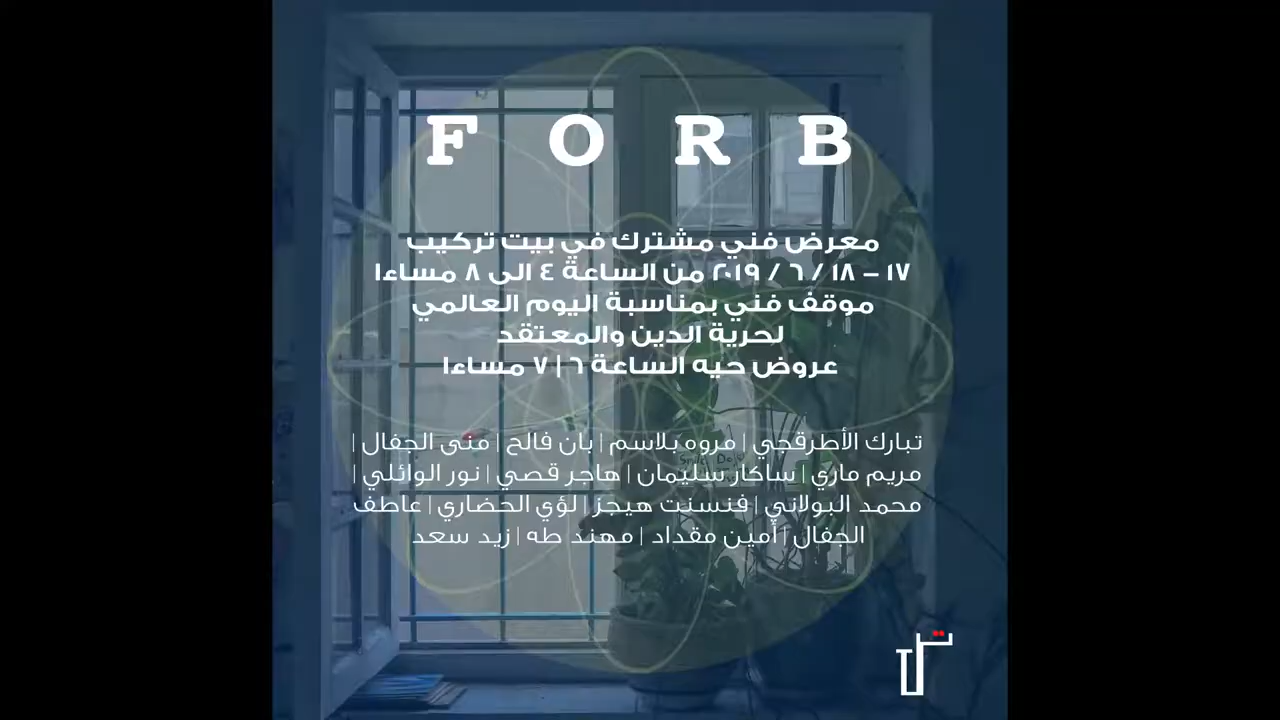 F O R B
معرض فني مشترك في بيت تركيب
١٧ – ١٨ / ٦ / ٢٠١٩ من الساعة ٤ الى ٨ مساءا
موقف فني بمناسبة اليوم العالمي
لحرية الدين والمعتقد
عروض حيه الساعة ٦ | ٧ مساءا
تبارك الأطرقجي | مروه بلاسم | بان فالح | منى الجفال |
مريم ماري | ساكار سليمان | هاجر قصي | نور الوائلي |
محمد البولاني | فنسنت هيجز | لؤي الحضاري | عاطف
الجفال | أمين مقداد | مهند طه | زيد سعد